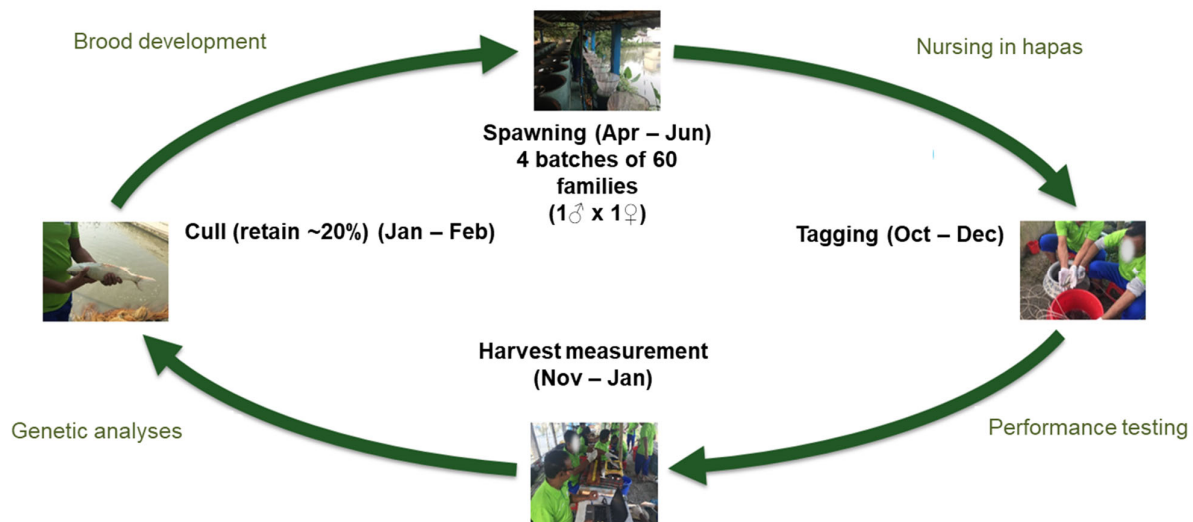 Brood development
Nursing in hapas
Spawning (Apr – Jun)
4 batches of 60
families
(1♂ x 1♀)
Cull (retain ~20%) (Jan – Feb)
Tagging (Oct – Dec)
Harvest measurement
(Nov – Jan)
Genetic analyses
Performance testing